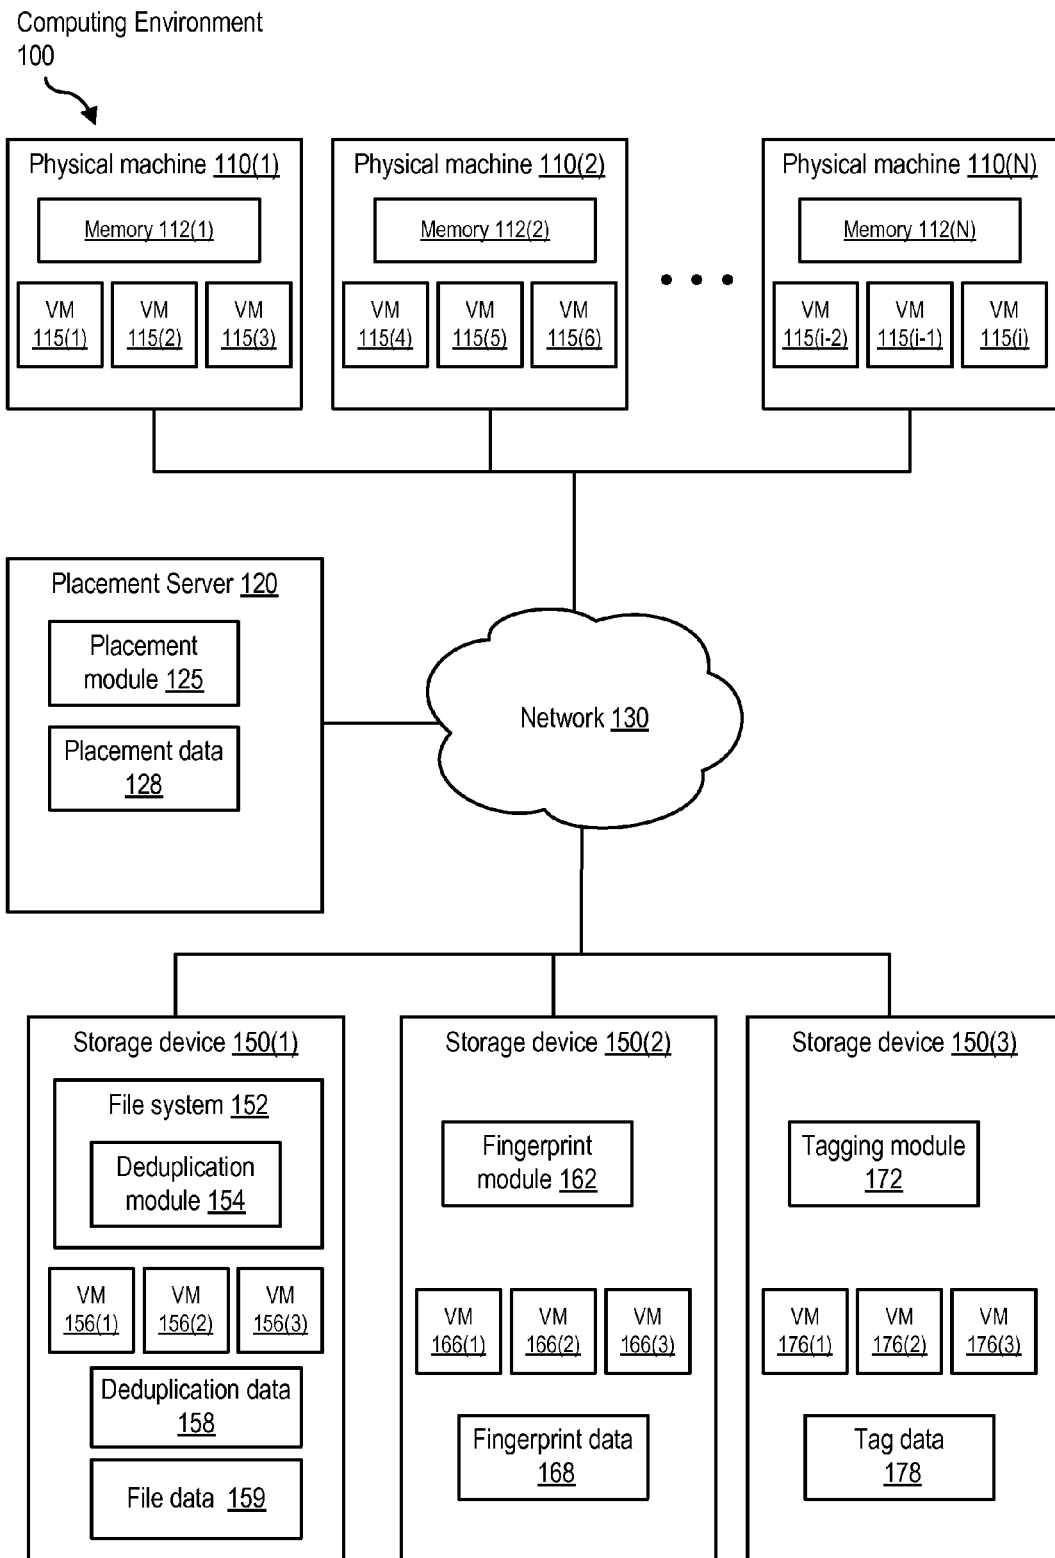 Computing Environment
100
Physical machine 110(1)
Memory 112(1)
VM
115(1)
VM
115(2)
VM
115(3)
Physical machine 110(2)
Memory 112(2)
VM
115(4)
VM
115(5)
VM
115(6)
Physical machine 110(N)
Memory 112(N)
VM
115(i-2)
VM
115(i-1)
VM
115(i)
Placement Server 120
Placement
module 125
Placement data
128
Network 130
Storage device 150(1)
File system 152
Deduplication
module 154
VM
156(1)
VM
156(2)
VM
156(3)
Deduplication data
158
File data 159
Storage device 150(2)
Fingerprint
module 162
VM
166(1)
VM
166(2)
VM
166(3)
Fingerprint data
168
Storage device 150(3)
Tagging module
172
VM
176(1)
VM
176(2)
VM
176(3)
Tag data
178